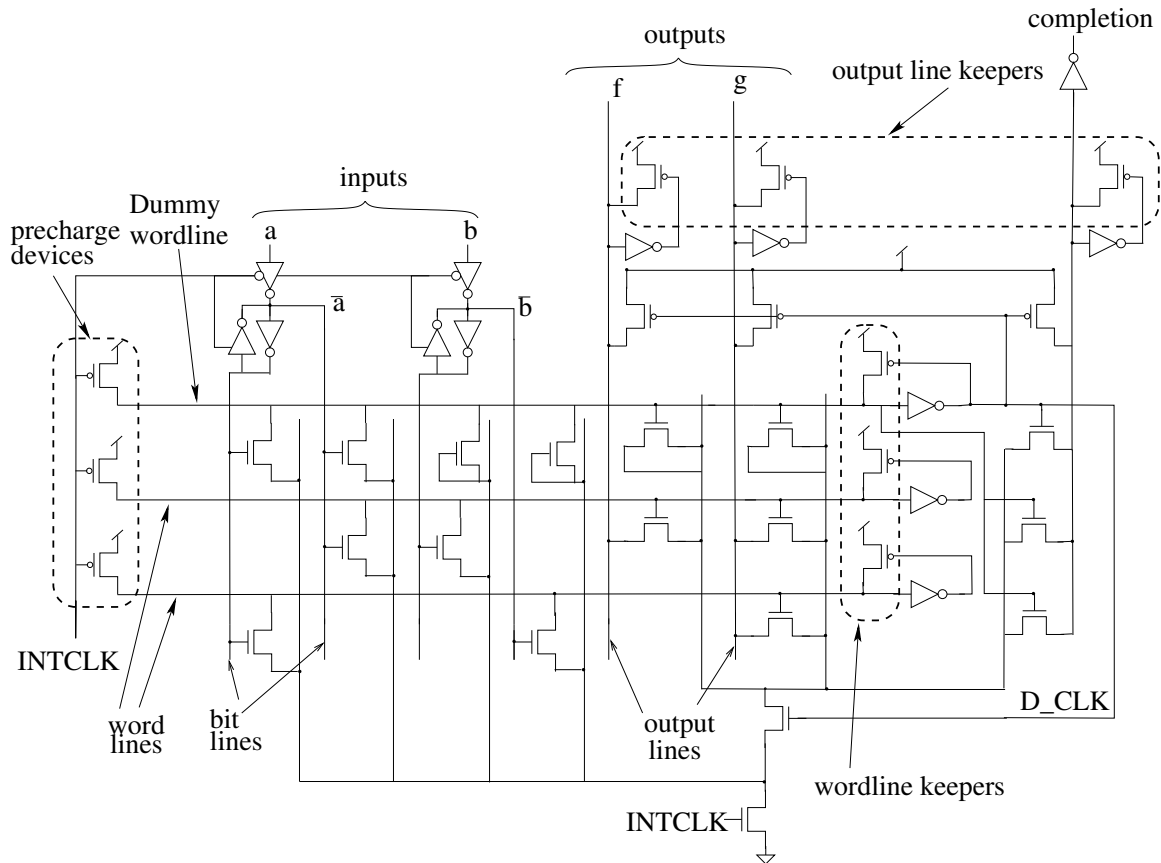 completion
outputs
output line keepers
f
g
inputs
Dummy
wordline
precharge
devices
a
b
a̅
b̅
INTCLK
D_CLK
word
lines
bit
lines
output
lines
wordline keepers
INTCLK